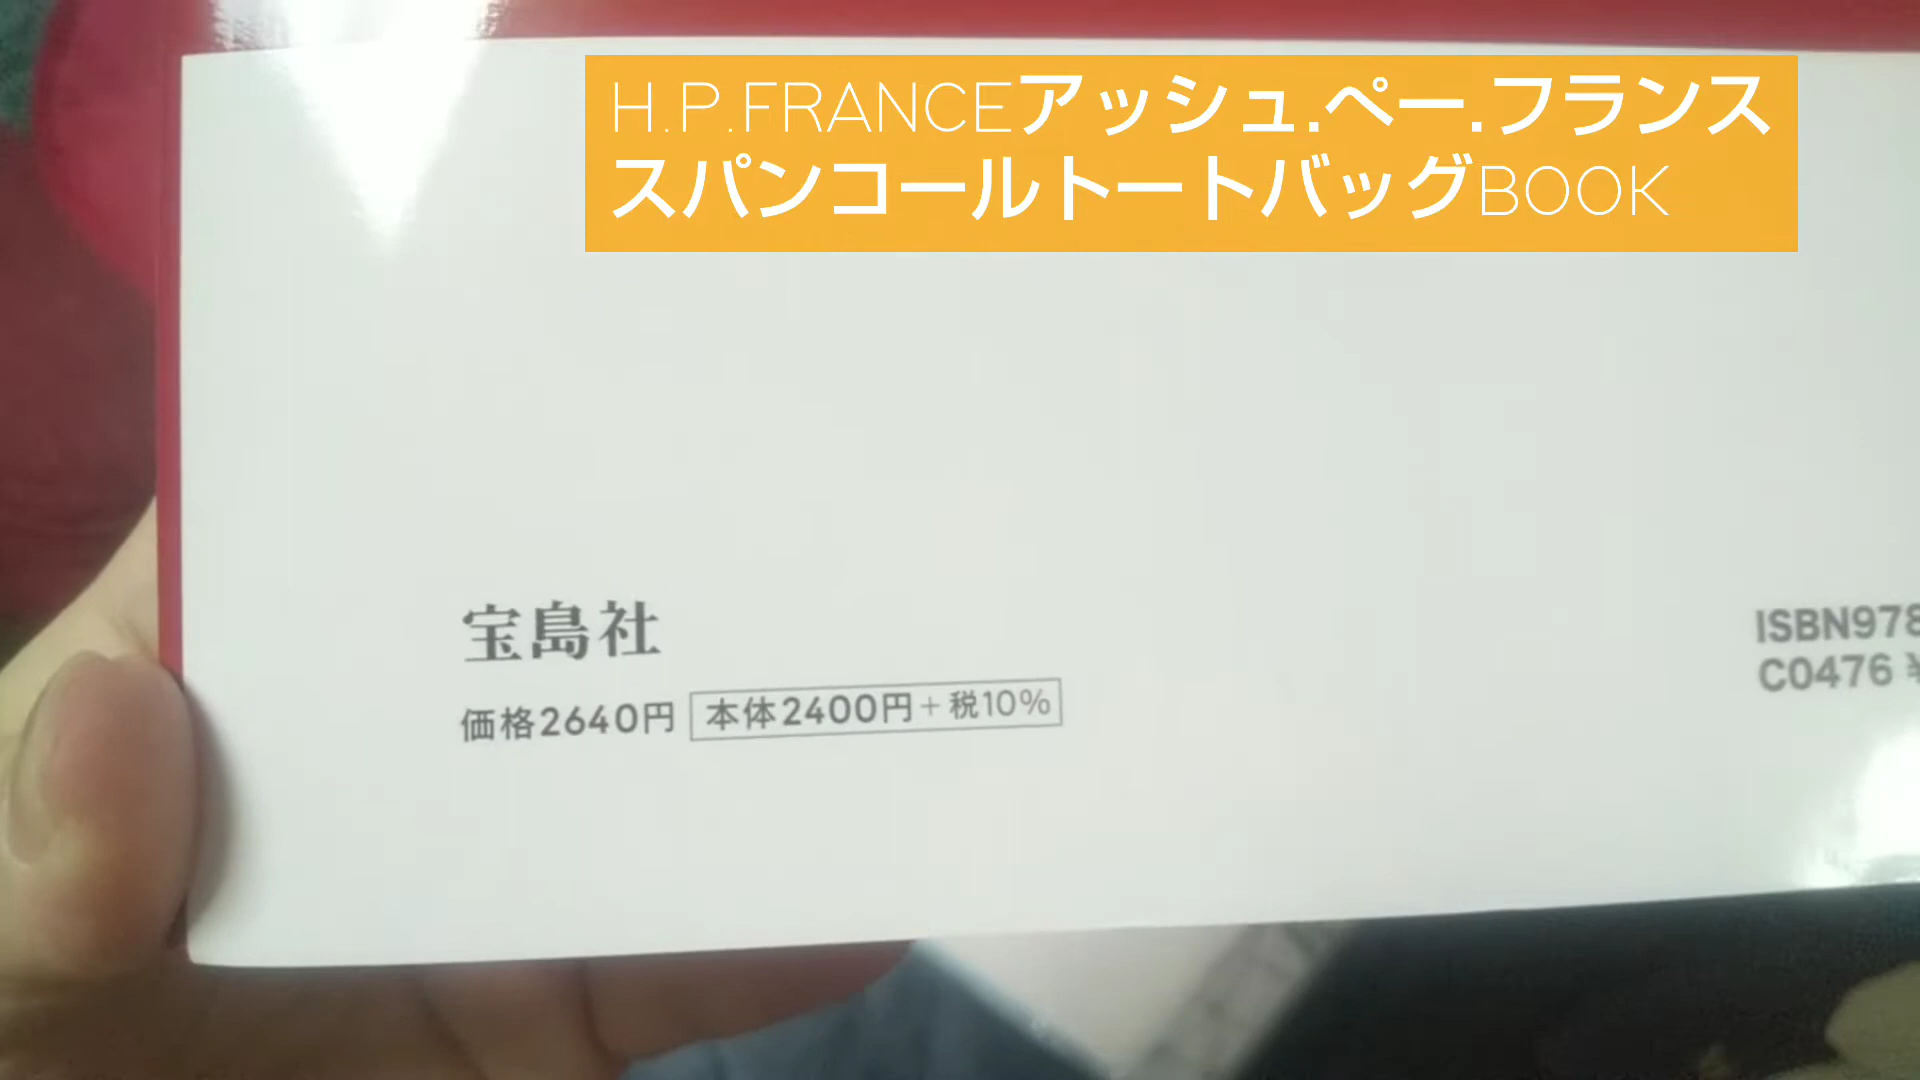 H.P.FRANCEアッシュ.ペー.フランス
スパンコールトートバッグBOOK
宝島社
価格2640円 本体2400円+税10%
ISBN978
C0476 ¥